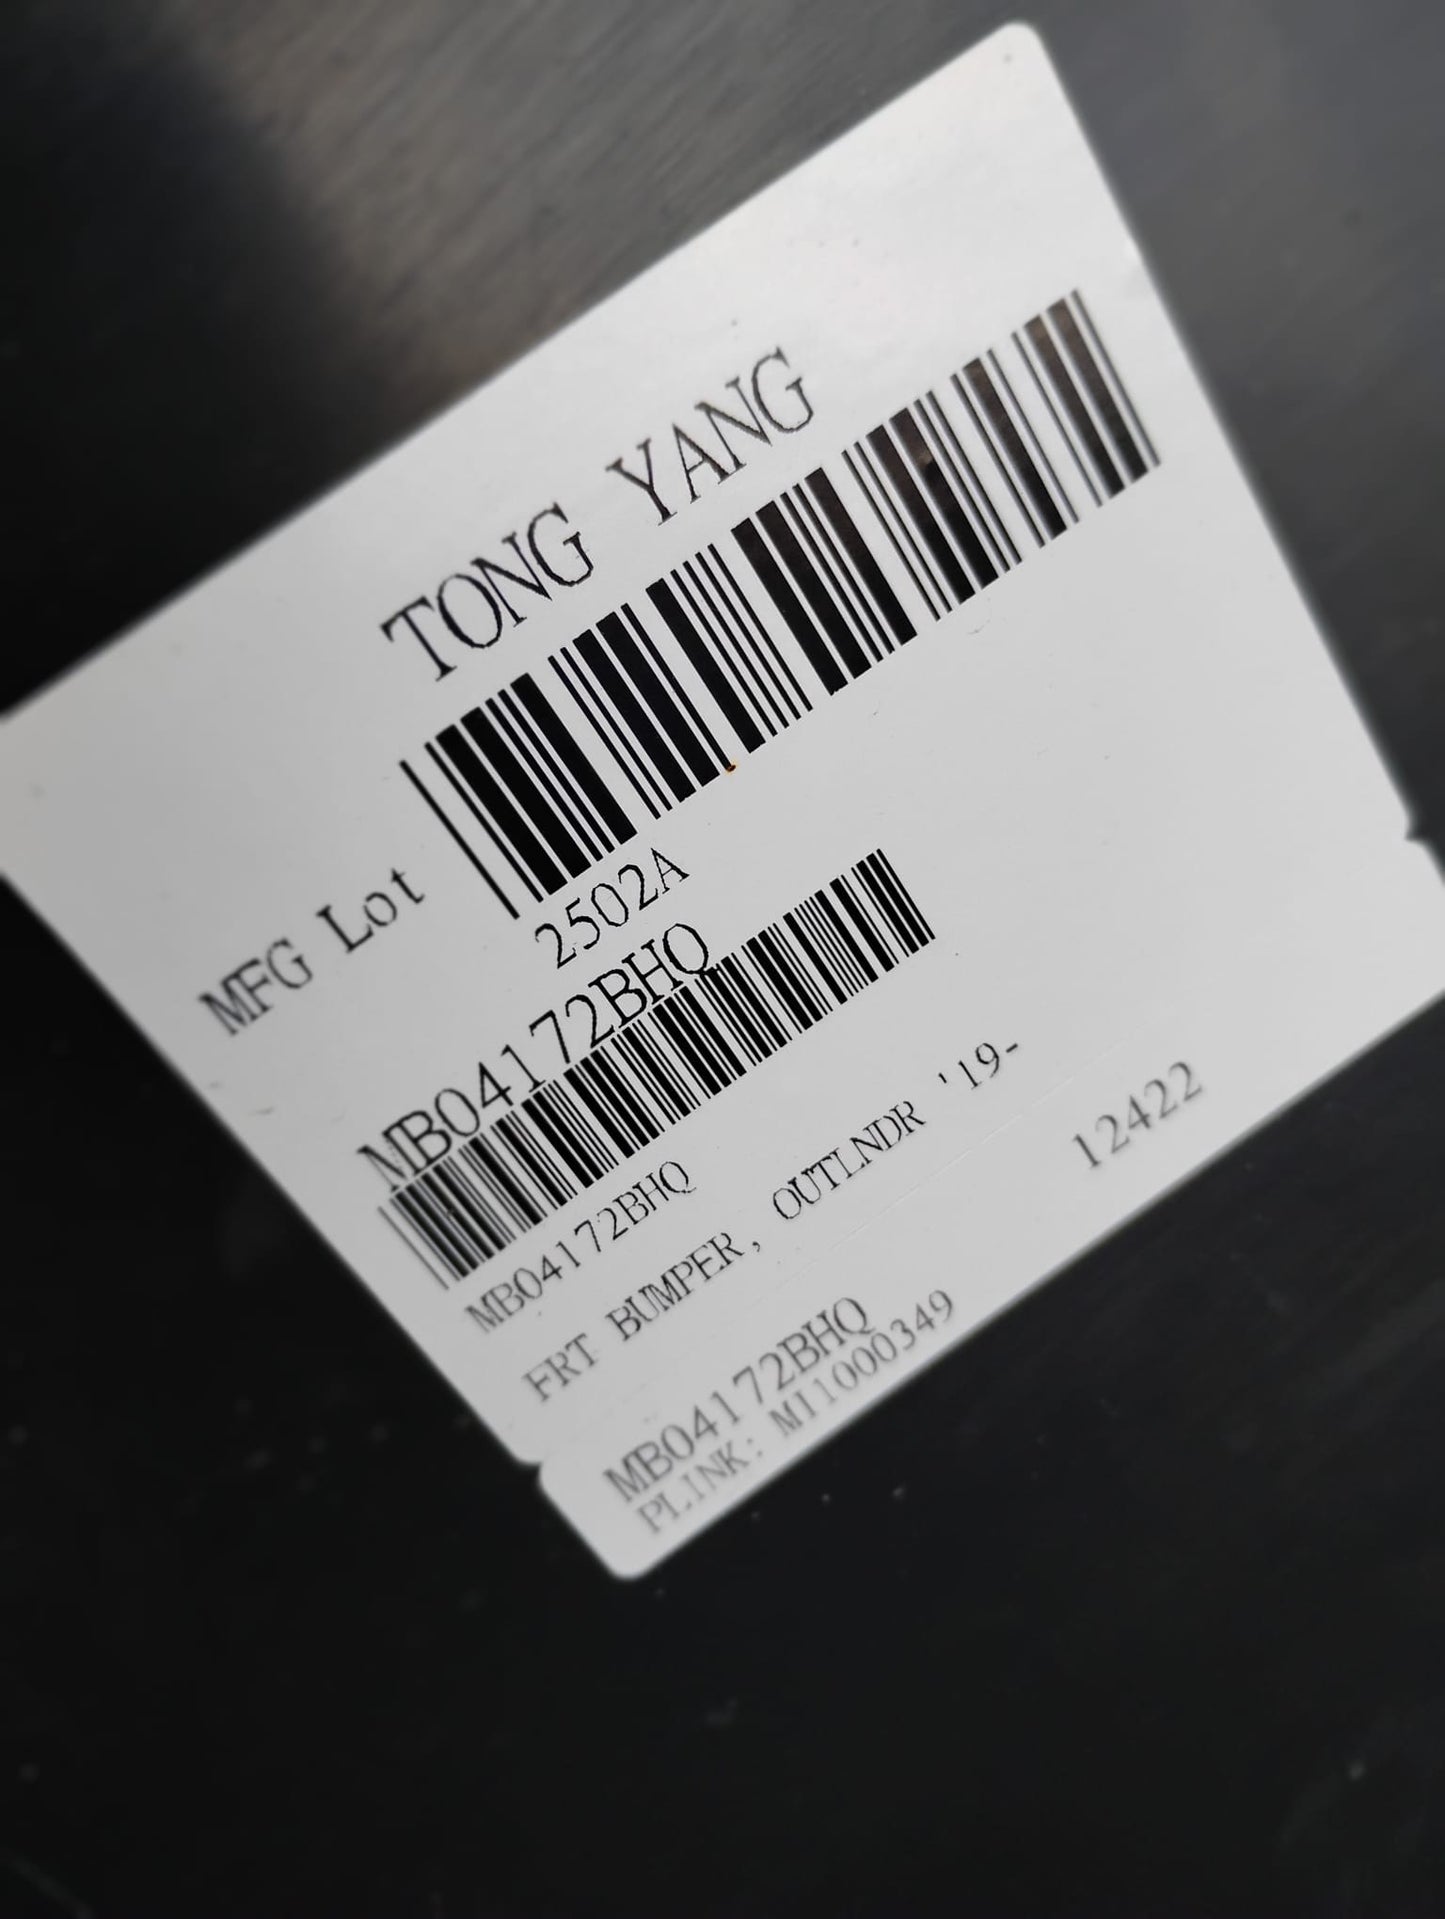 TONG YANG
MFG Lot
2502A
MB04172BHQ
MB04172BHQ
FRT BUMPER, OUTLNDR '19-
12422
MB04172BHQ
PLINK: MI1000349